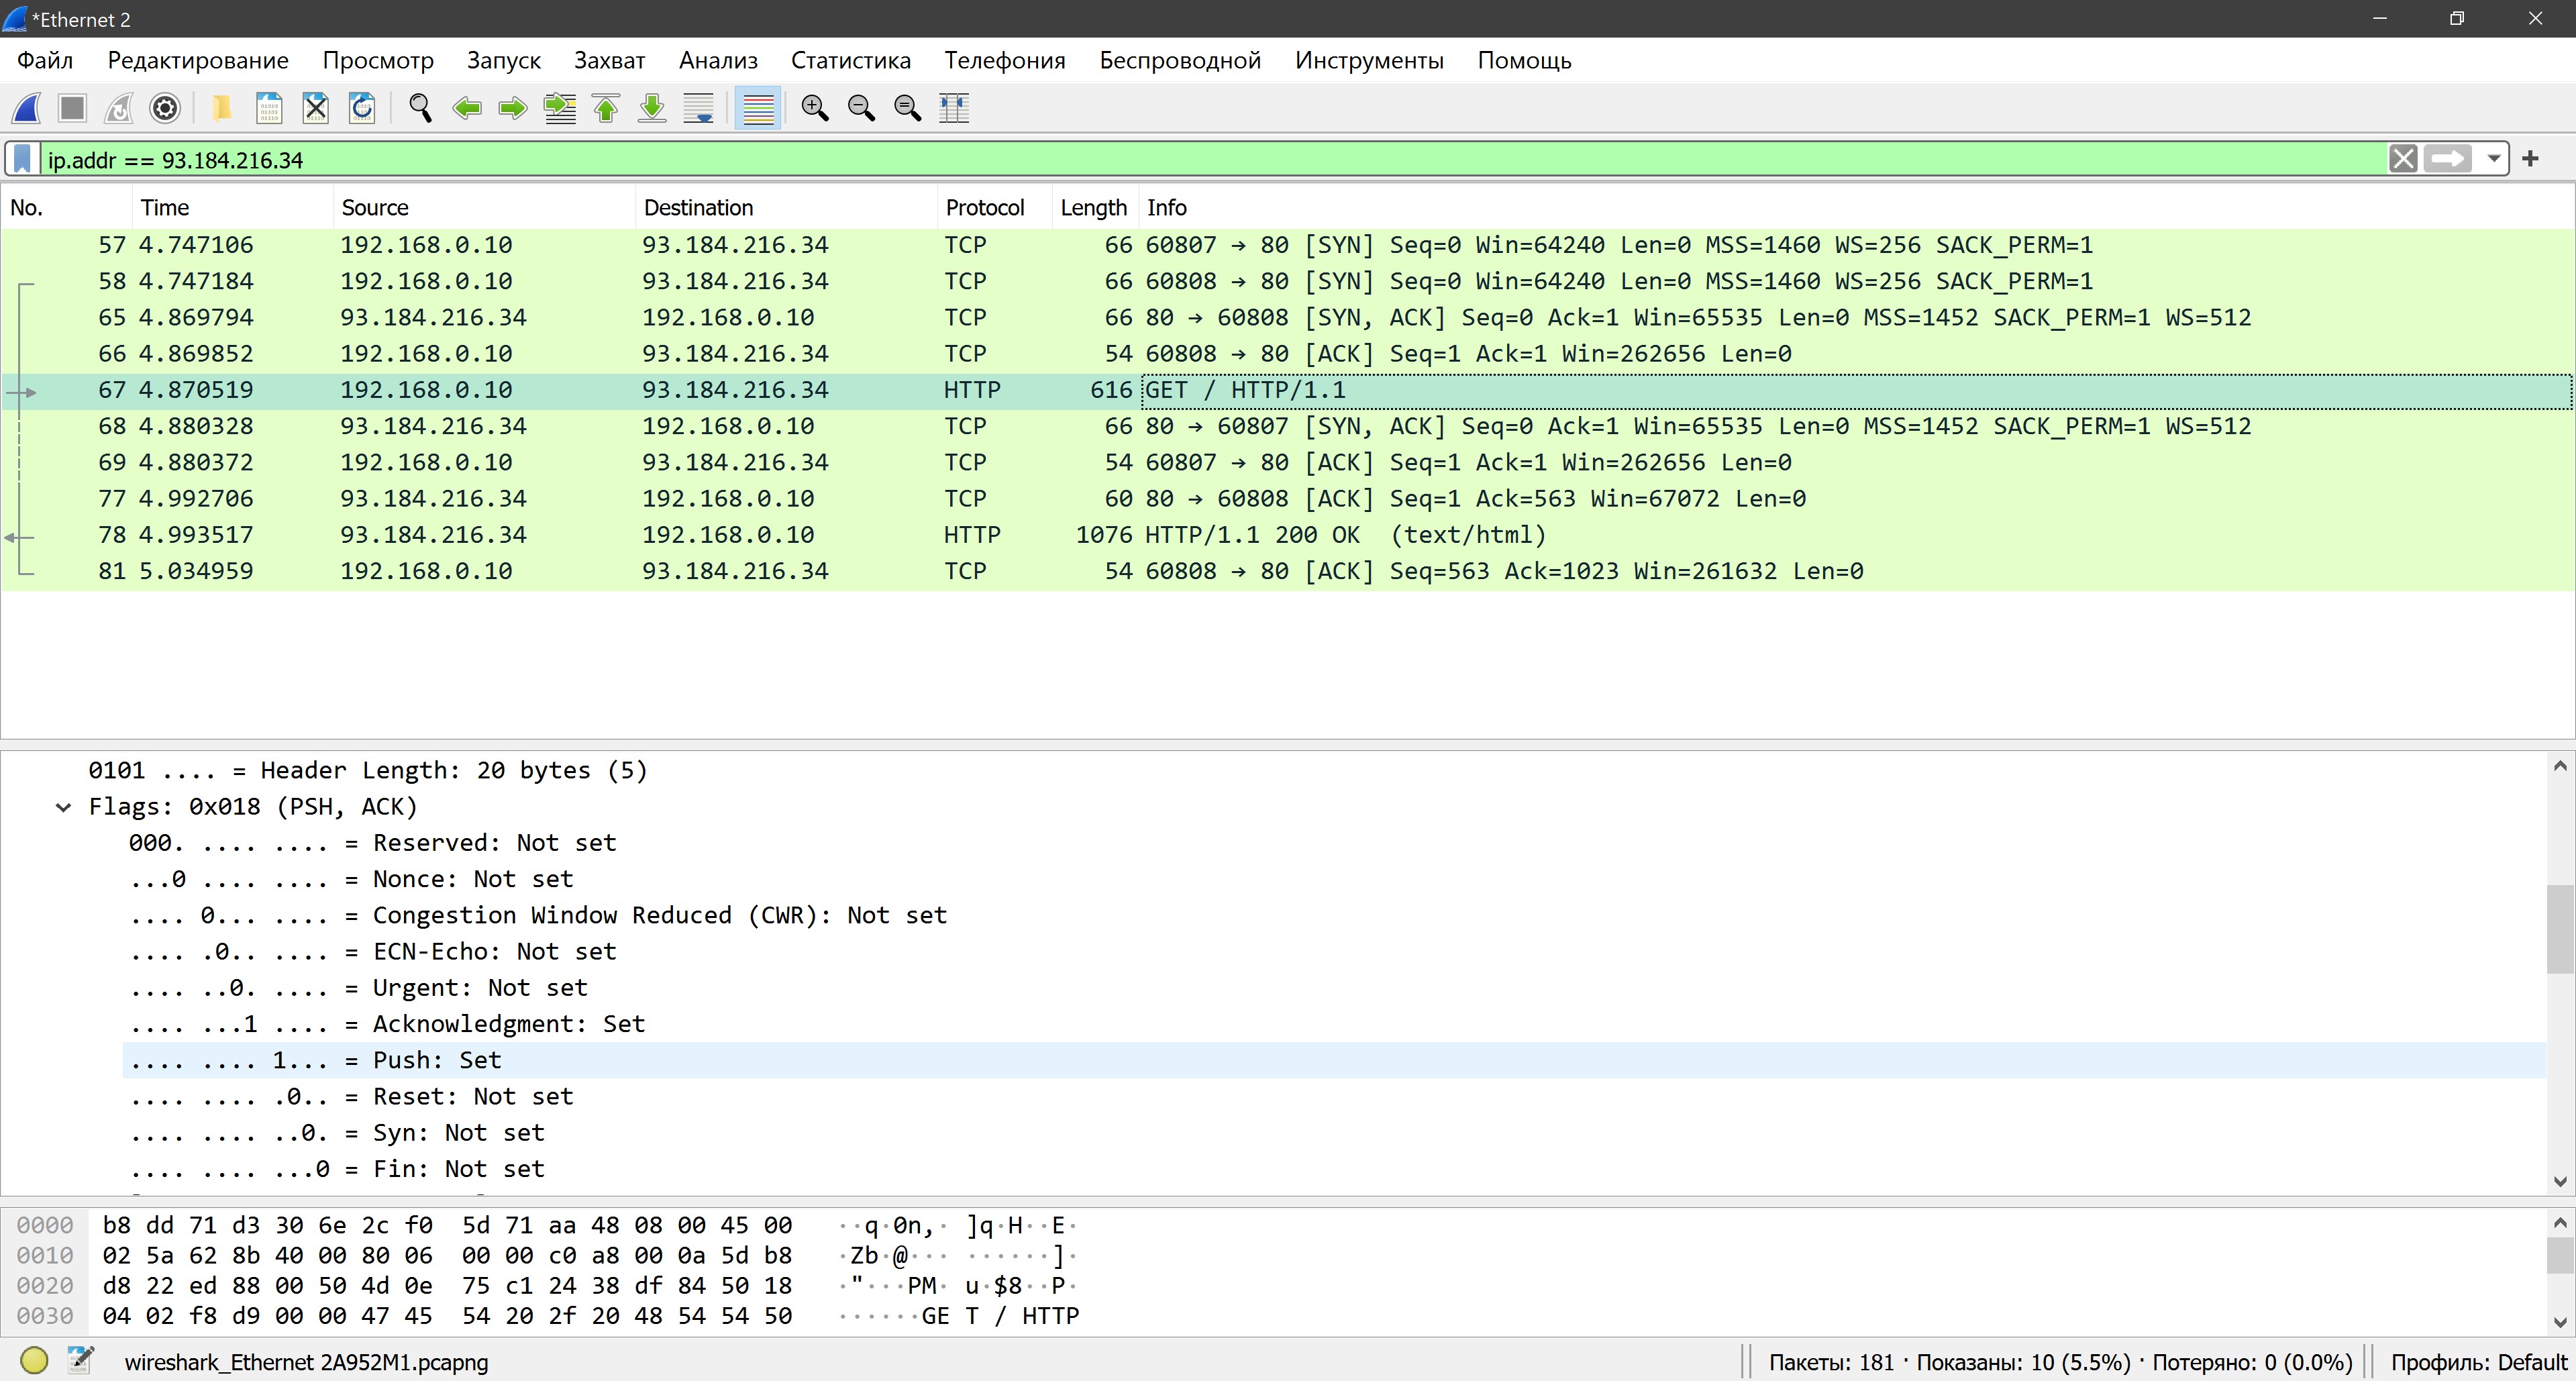 *Ethernet 2
Файл Редактирование Просмотр Запуск Захват Анализ Статистика Телефония Беспроводной Инструменты Помощь
ip.addr == 93.184.216.34
No. Time Source Destination Protocol Length Info
57 4.747106 192.168.0.10 93.184.216.34 TCP 66 60807 → 80 [SYN] Seq=0 Win=64240 Len=0 MSS=1460 WS=256 SACK_PERM=1
58 4.747184 192.168.0.10 93.184.216.34 TCP 66 60808 → 80 [SYN] Seq=0 Win=64240 Len=0 MSS=1460 WS=256 SACK_PERM=1
65 4.869794 93.184.216.34 192.168.0.10 TCP 66 80 → 60808 [SYN, ACK] Seq=0 Ack=1 Win=65535 Len=0 MSS=1452 SACK_PERM=1 WS=512
66 4.869852 192.168.0.10 93.184.216.34 TCP 54 60808 → 80 [ACK] Seq=1 Ack=1 Win=262656 Len=0
67 4.870519 192.168.0.10 93.184.216.34 HTTP 616 GET / HTTP/1.1
68 4.880328 93.184.216.34 192.168.0.10 TCP 66 80 → 60807 [SYN, ACK] Seq=0 Ack=1 Win=65535 Len=0 MSS=1452 SACK_PERM=1 WS=512
69 4.880372 192.168.0.10 93.184.216.34 TCP 54 60807 → 80 [ACK] Seq=1 Ack=1 Win=262656 Len=0
77 4.992706 93.184.216.34 192.168.0.10 TCP 60 80 → 60808 [ACK] Seq=1 Ack=563 Win=67072 Len=0
78 4.993517 93.184.216.34 192.168.0.10 HTTP 1076 HTTP/1.1 200 OK  (text/html)
81 5.034959 192.168.0.10 93.184.216.34 TCP 54 60808 → 80 [ACK] Seq=563 Ack=1023 Win=261632 Len=0
0101 .... = Header Length: 20 bytes (5)
Flags: 0x018 (PSH, ACK)
000. .... .... = Reserved: Not set
...0 .... .... = Nonce: Not set
.... 0... .... = Congestion Window Reduced (CWR): Not set
.... .0.. .... = ECN-Echo: Not set
.... ..0. .... = Urgent: Not set
.... ...1 .... = Acknowledgment: Set
.... .... 1... = Push: Set
.... .... .0.. = Reset: Not set
.... .... ..0. = Syn: Not set
.... .... ...0 = Fin: Not set
0000 b8 dd 71 d3 30 6e 2c f0 5d 71 aa 48 08 00 45 00 ··q·0n,· ]q·H··E·
0010 02 5a 62 8b 40 00 80 06 00 00 c0 a8 00 0a 5d b8 ·Zb·@··· ······]·
0020 d8 22 ed 88 00 50 4d 0e 75 c1 24 38 df 84 50 18 ·"···PM· u·$8··P·
0030 04 02 f8 d9 00 00 47 45 54 20 2f 20 48 54 54 50 ······GE T / HTTP
wireshark_Ethernet 2A952M1.pcapng Пакеты: 181 · Показаны: 10 (5.5%) · Потеряно: 0 (0.0%) Профиль: Default